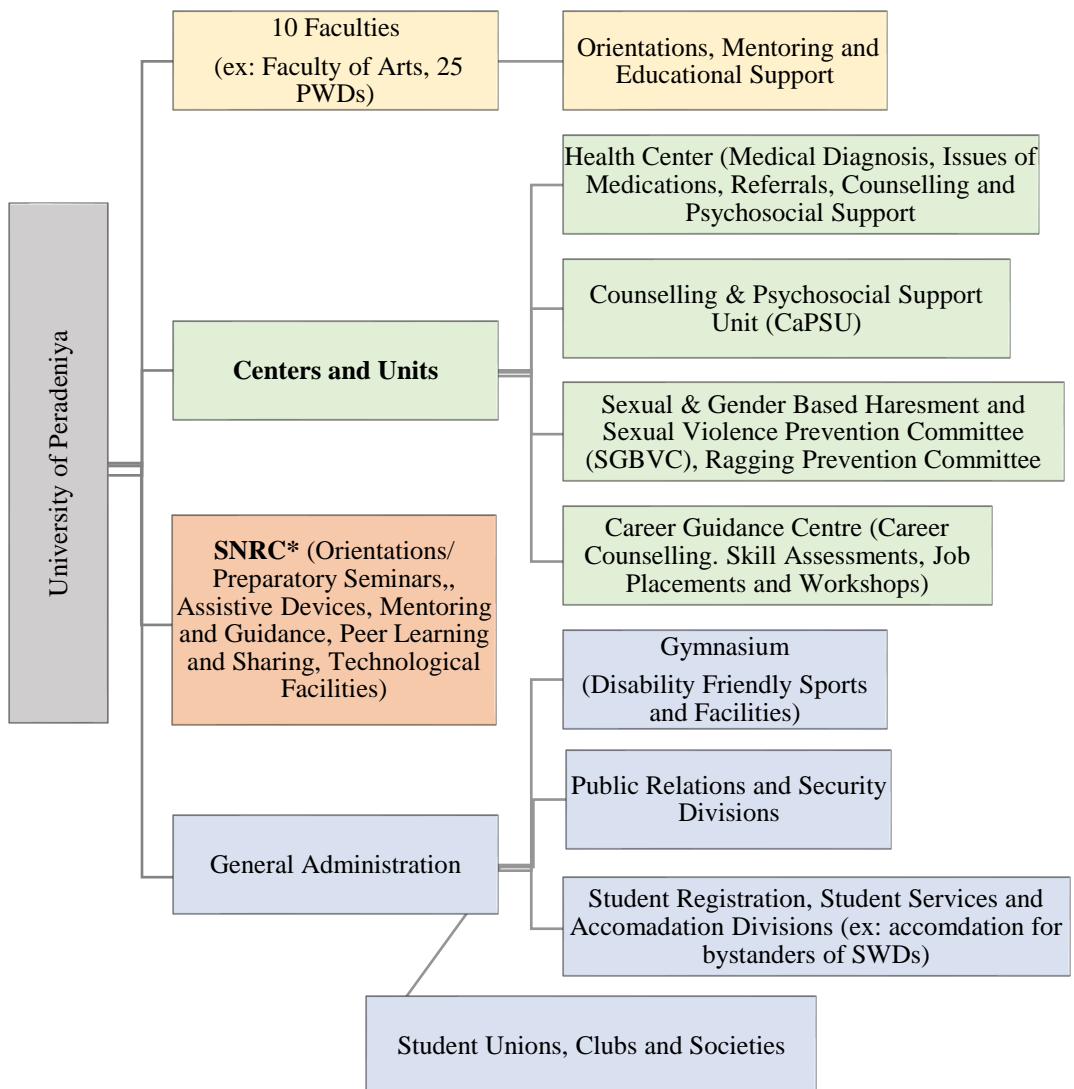 University of Peradeniya
10 Faculties
(ex: Faculty of Arts, 25
PWDs)
Orientations, Mentoring and
Educational Support
Centers and Units
Health Center (Medical Diagnosis, Issues of
Medications, Referrals, Counselling and
Psychosocial Support
Counselling & Psychosocial Support
Unit (CaPSU)
Sexual & Gender Based Haresment and
Sexual Violence Prevention Committee
(SGBVC), Ragging Prevention Committee
Career Guidance Centre (Career
Counselling. Skill Assessments, Job
Placements and Workshops)
SNRC* (Orientations/
Preparatory Seminars,,
Assistive Devices, Mentoring
and Guidance, Peer Learning
and Sharing, Technological
Facilities)
General Administration
Gymnasium
(Disability Friendly Sports
and Facilities)
Public Relations and Security
Divisions
Student Registration, Student Services and
Accomadation Divisions (ex: accomdation for
bystanders of SWDs)
Student Unions, Clubs and Societies